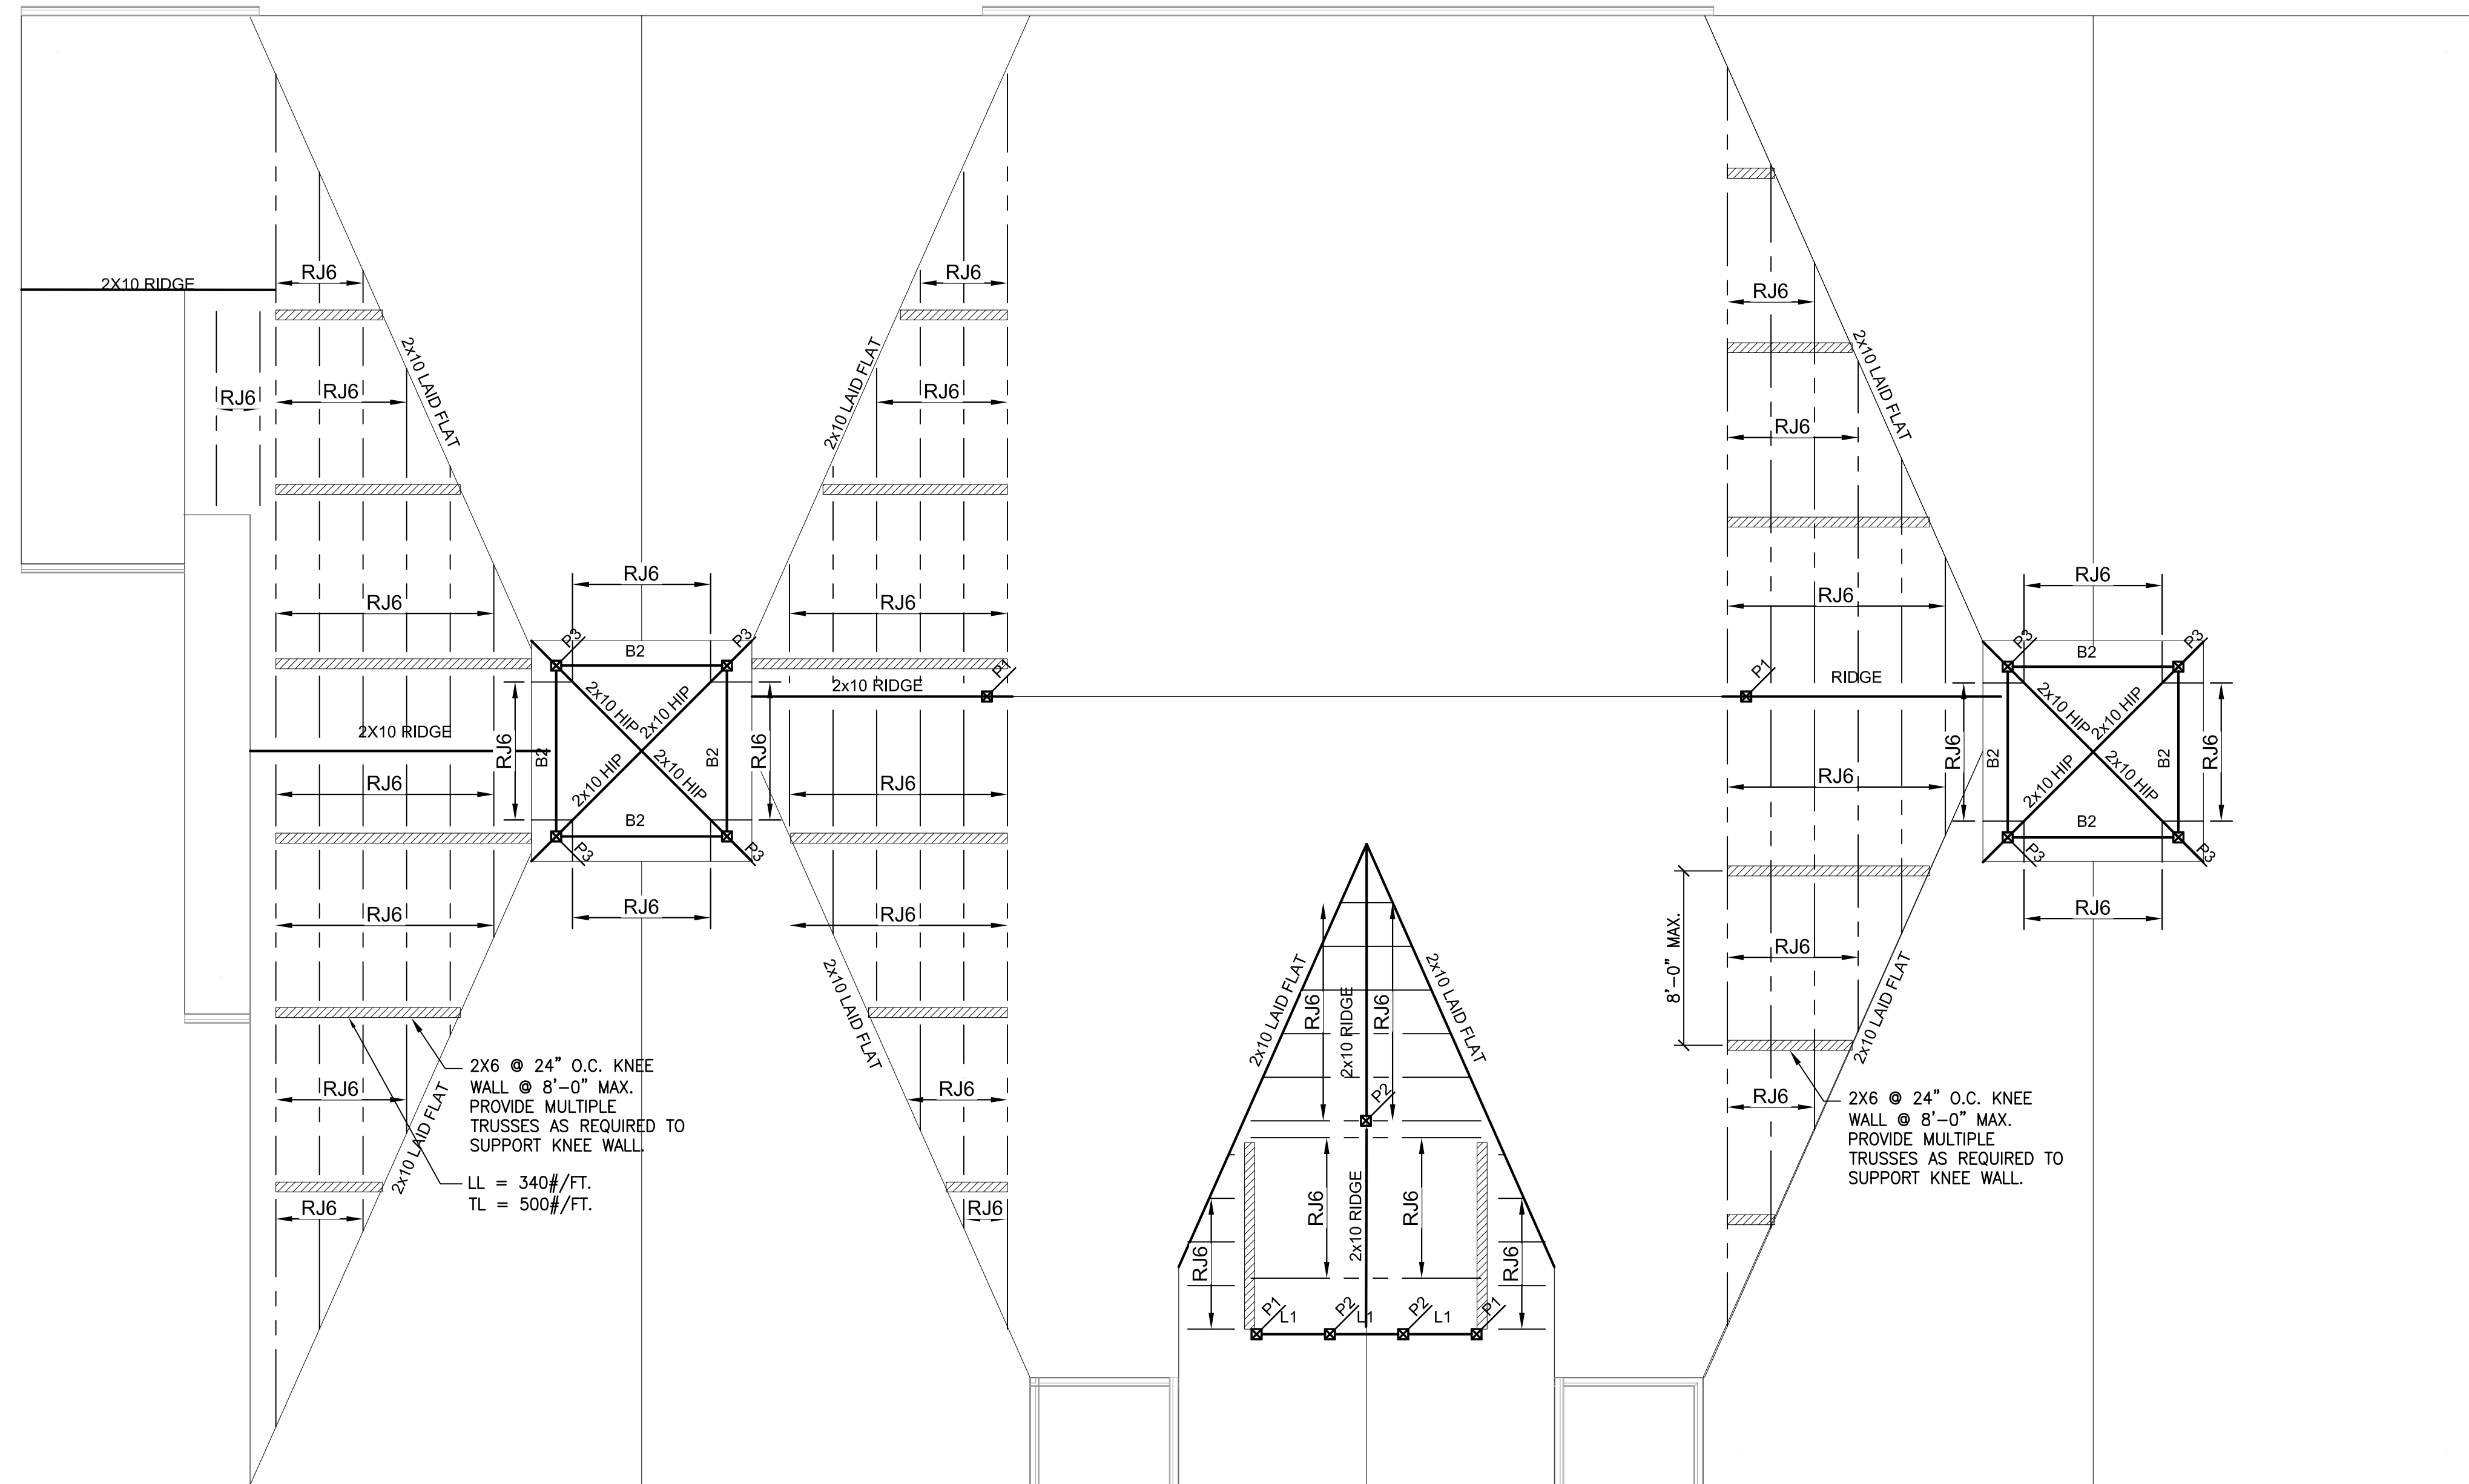 RJ6
RJ6
2X10 RIDGE
RJ6
RJ6
RJ6
RJ6
RJ6
RJ6
2x10 LAID FLAT
2x10 LAID FLAT
2x10 LAID FLAT
RJ6
RJ6
RJ6
RJ6
RJ6
RJ6
P3
P3
P3
P3
B2
B2
P1
P1
2x10 RIDGE
RIDGE
2x10 HIP
2x10 HIP
2x10 HIP
2x10 HIP
2X10 RIDGE
RJ6
B2
B2
RJ6
RJ6
B2
B2
RJ6
2x10 HIP
2x10 HIP
2x10 HIP
2x10 HIP
RJ6
RJ6
RJ6
B2
B2
P3
P3
P3
P3
RJ6
RJ6
RJ6
RJ6
RJ6
8'-0" MAX.
2x10 LAID FLAT
2x10 LAID FLAT
2x10 LAID FLAT
2x10 LAID FLAT
RJ6
2x10 RIDGE
RJ6
2X6 @ 24" O.C. KNEE
WALL @ 8'-0" MAX.
PROVIDE MULTIPLE
TRUSSES AS REQUIRED TO
SUPPORT KNEE WALL.
RJ6
2x10 LAID FLAT
RJ6
P2
RJ6
2X6 @ 24" O.C. KNEE
WALL @ 8'-0" MAX.
PROVIDE MULTIPLE
TRUSSES AS REQUIRED TO
SUPPORT KNEE WALL.
LL = 340#/FT.
TL = 500#/FT.
RJ6
RJ6
RJ6
2x10 RIDGE
RJ6
RJ6
RJ6
P1
L1
P2
L1
P2
L1
P1